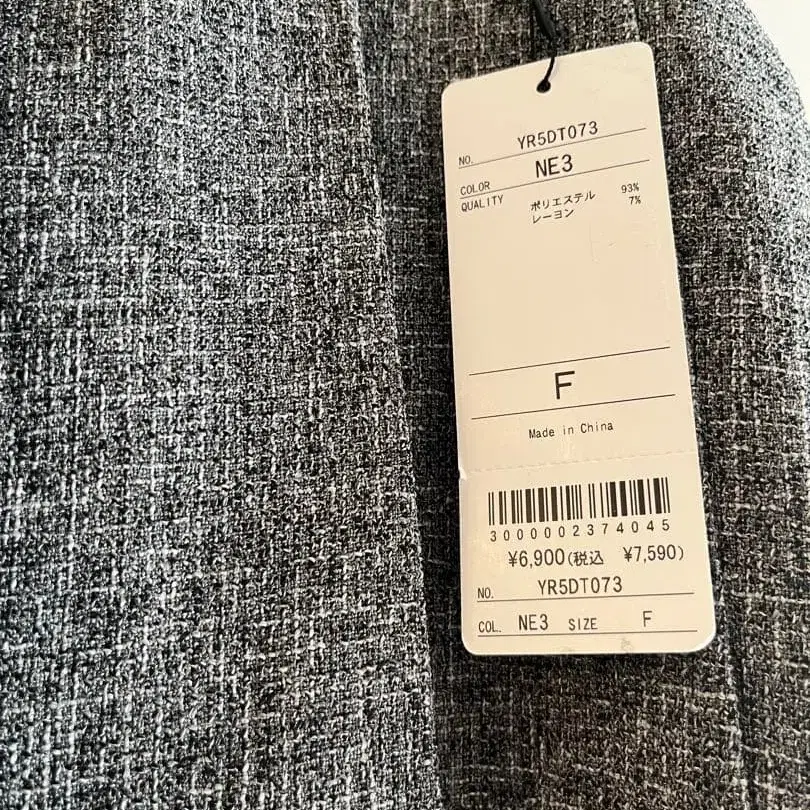 NO. YR5DT073
COLOR NE3
QUALITY ポリエステル 93%
レーヨン 7%
F
Made in China
3000002374045
¥6,900(税込 ¥7,590)
NO. YR5DT073
COL. NE3 SIZE F